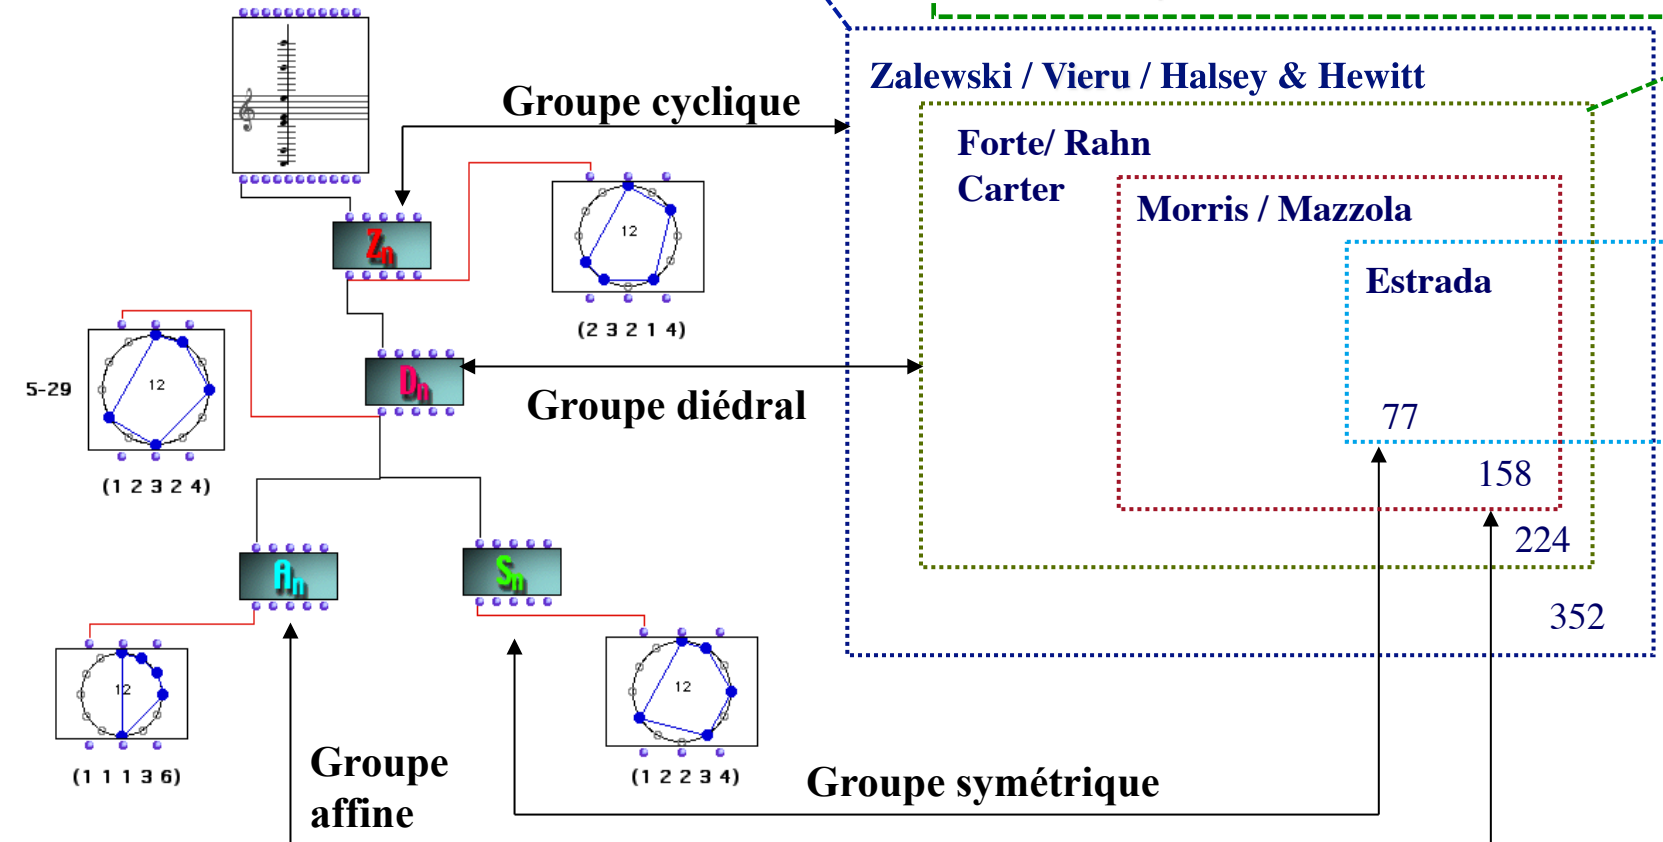 Zalewski / Vieru / Halsey & Hewitt
Groupe cyclique
Forte/ Rahn
Carter
Morris / Mazzola
Zn
12
Estrada
(2 3 2 1 4)
Dn
12
5-29
Groupe diédral
77
158
(1 2 3 2 4)
224
An
Sn
352
12
12
Groupe
affine
(1 1 1 3 6)
(1 2 2 3 4)
Groupe symétrique